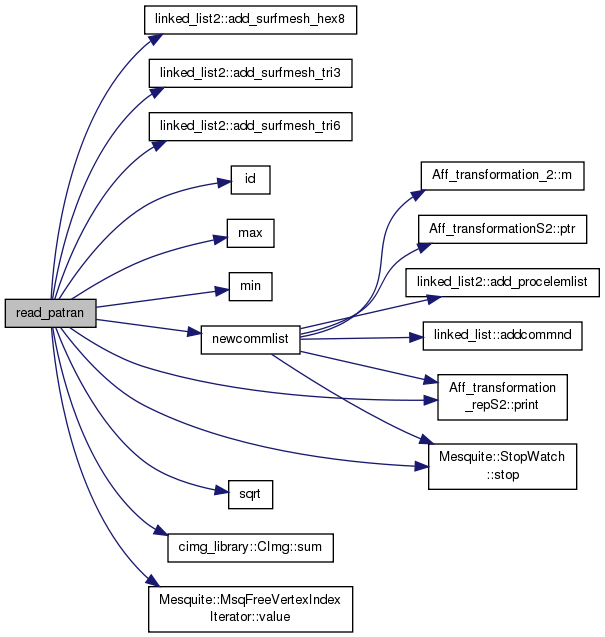 linked_list2::add_surfmesh_hex8
linked_list2::add_surfmesh_tri3
linked_list2::add_surfmesh_tri6
id
max
min
read_patran
newcommlist
Aff_transformation_2::m
Aff_transformationS2::ptr
linked_list2::add_procelemlist
linked_list::addcommnd
Aff_transformation
_repS2::print
Mesquite::StopWatch
::stop
sqrt
cimg_library::CImg::sum
Mesquite::MsqFreeVertexIndex
Iterator::value